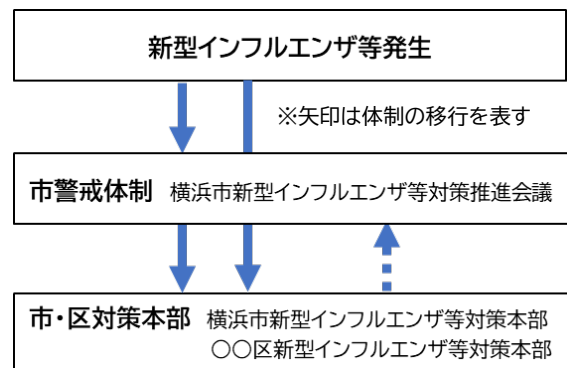 新型インフルエンザ等発生
※矢印は体制の移行を表す
市警戒体制 横浜市新型インフルエンザ等対策推進会議
市・区対策本部 横浜市新型インフルエンザ等対策本部
〇〇区新型インフルエンザ等対策本部